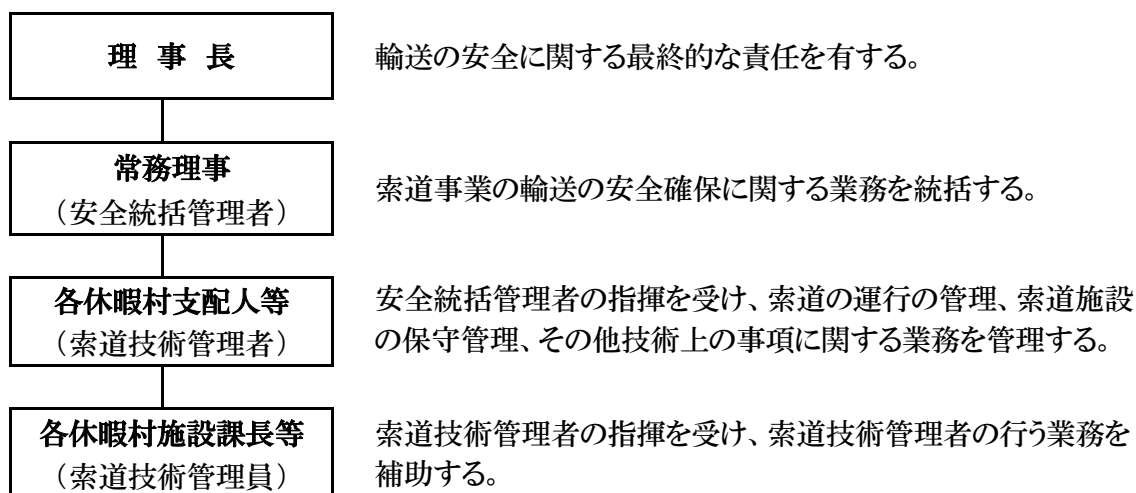 理 事 長
輸送の安全に関する最終的な責任を有する。
常務理事
（安全統括管理者）
索道事業の輸送の安全確保に関する業務を統括する。
各休暇村支配人等
（索道技術管理者）
安全統括管理者の指揮を受け、索道の運行の管理、索道施設
の保守管理、その他技術上の事項に関する業務を管理する。
各休暇村施設課長等
（索道技術管理員）
索道技術管理者の指揮を受け、索道技術管理者の行う業務を
補助する。